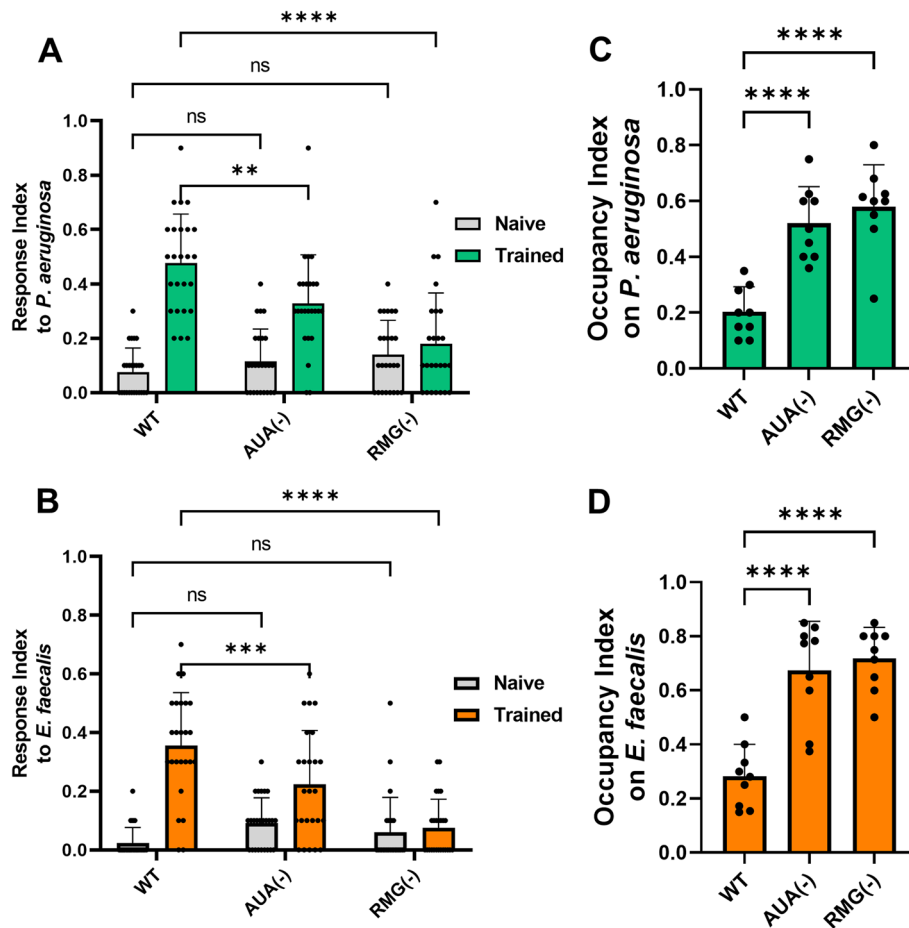 A
****
ns
ns
**
1.0
0.8
0.6
0.4
0.2
0.0
Response Index
to P. aeruginosa
Naive
Trained
WT
AUA(-)
RMG(-)
C
****
****
1.0
0.8
0.6
0.4
0.2
0.0
Occupancy Index
on P. aeruginosa
WT
AUA(-)
RMG(-)
B
****
ns
ns
***
1.0
0.8
0.6
0.4
0.2
0.0
Response Index
to E. faecalis
Naive
Trained
WT
AUA(-)
RMG(-)
D
****
****
1.0
0.8
0.6
0.4
0.2
0.0
Occupancy Index
on E. faecalis
WT
AUA(-)
RMG(-)